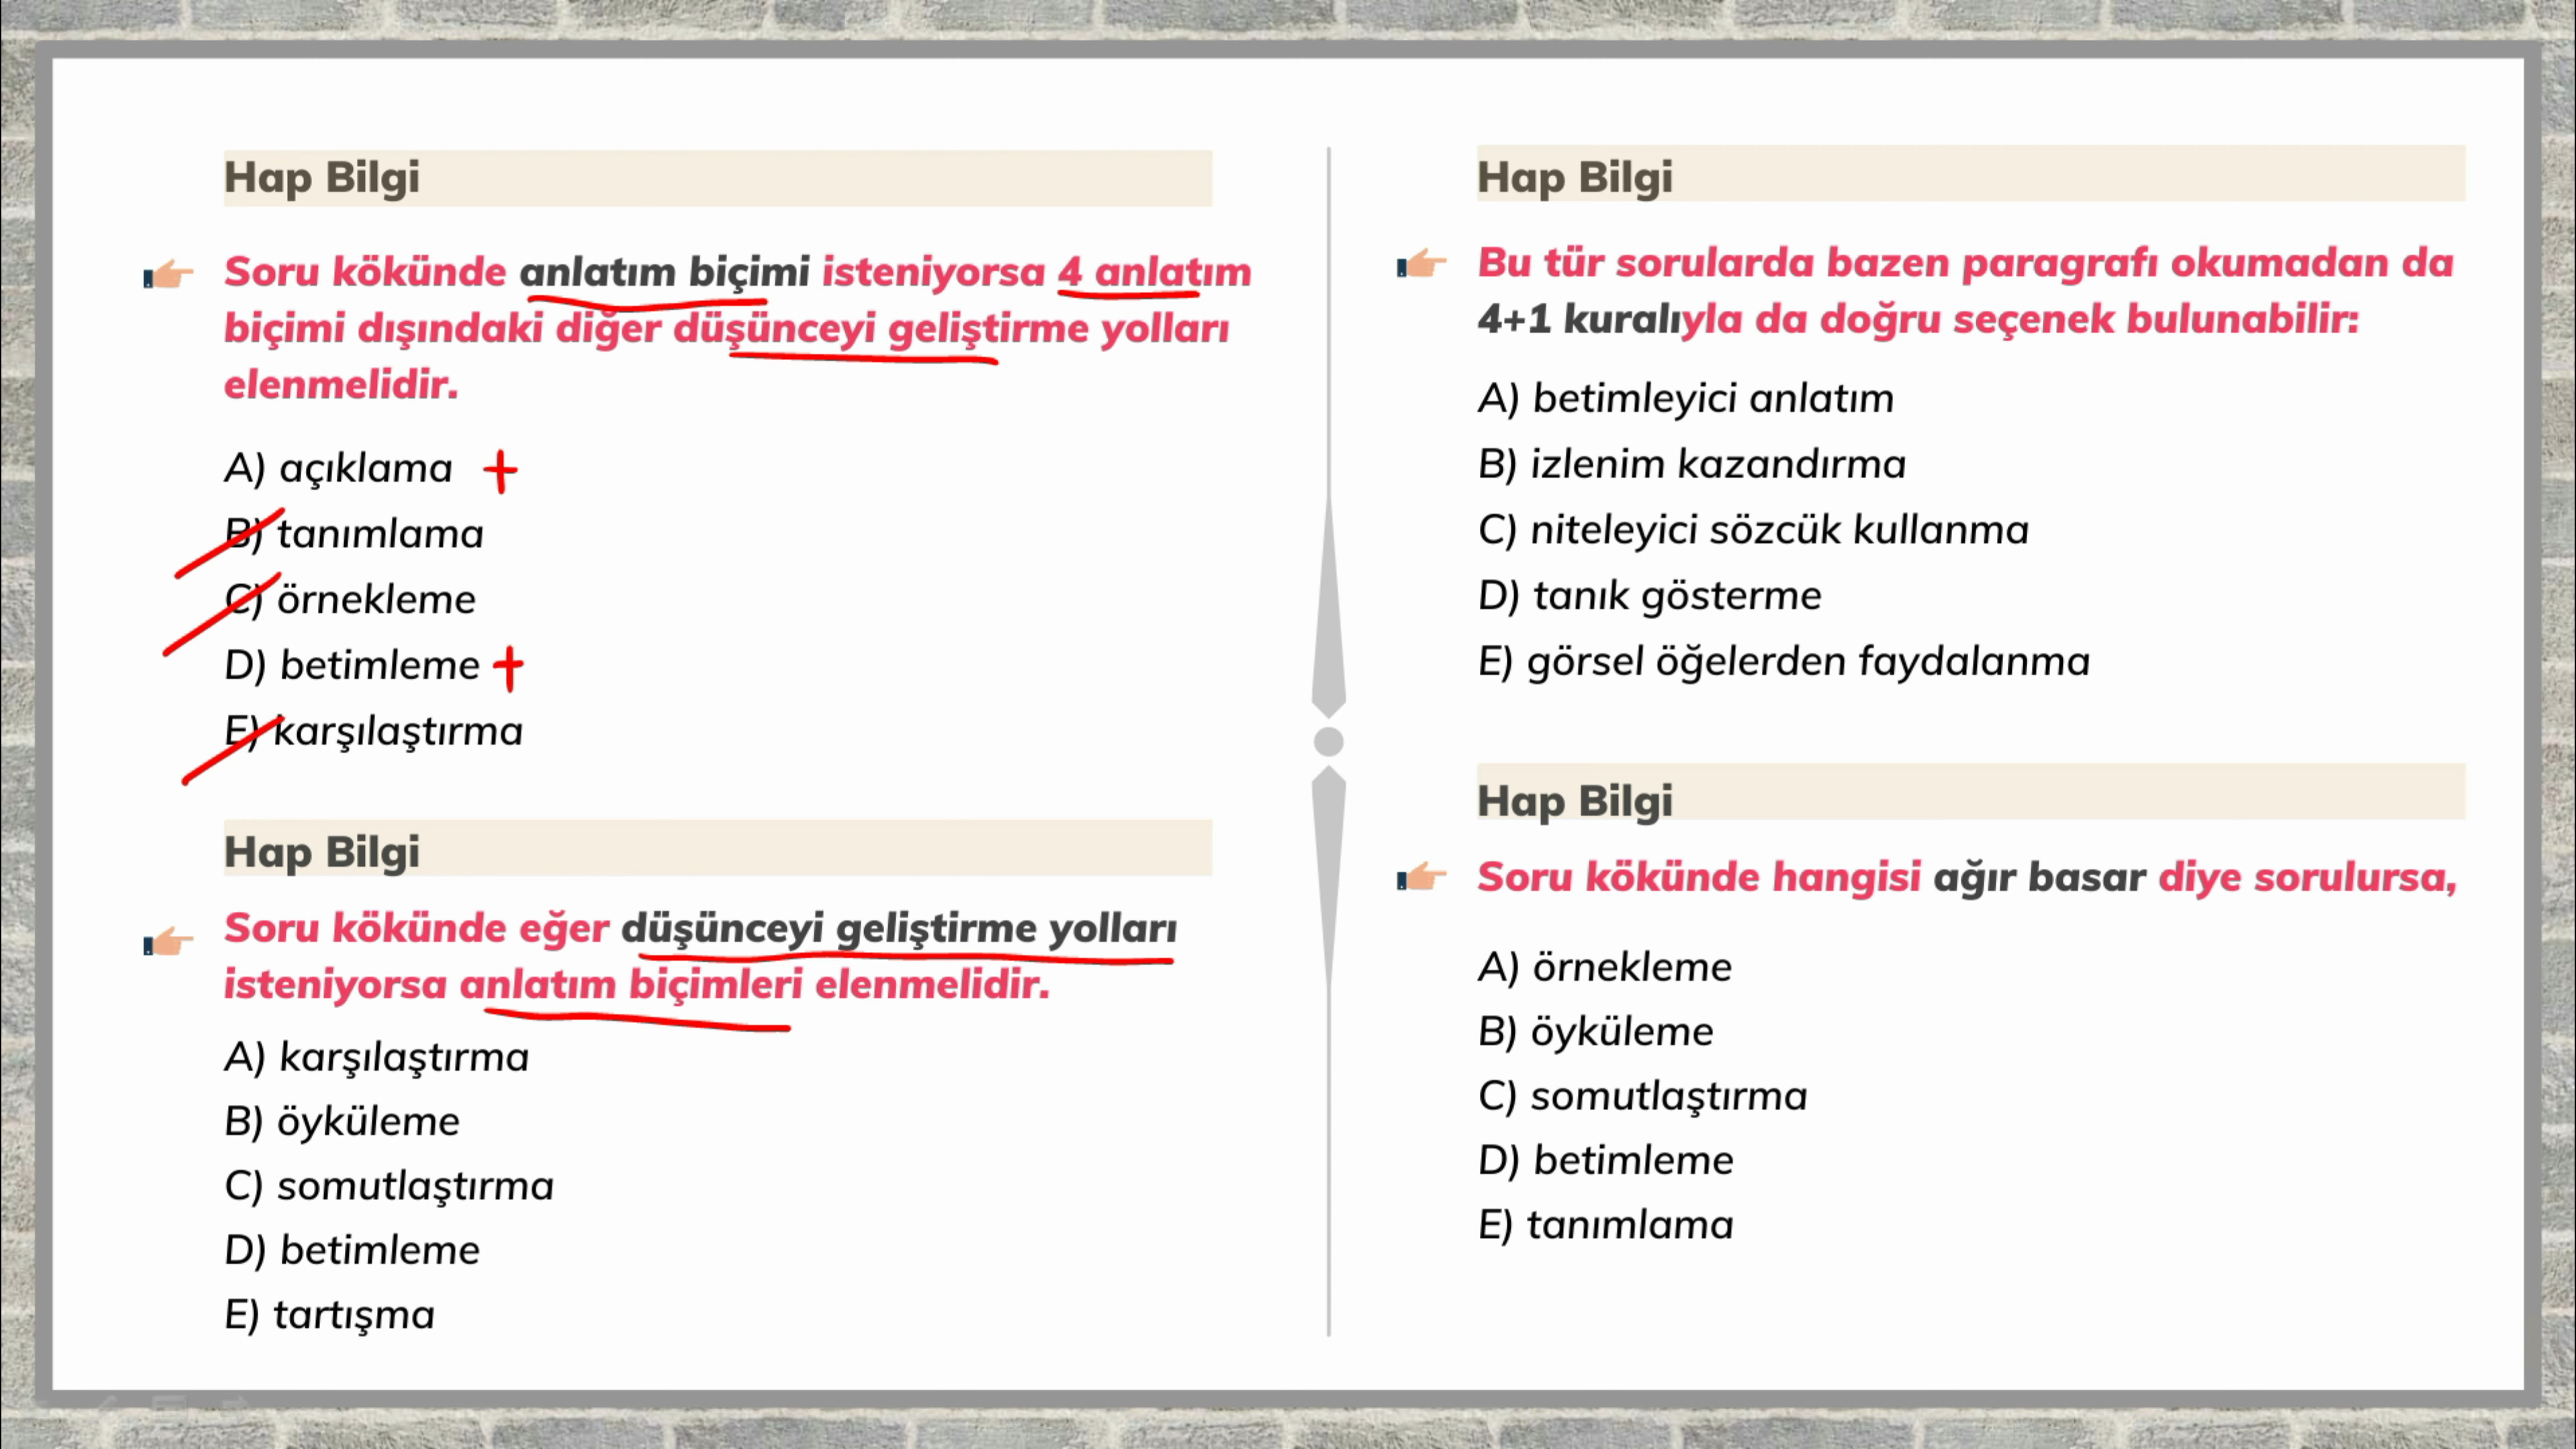 Hap Bilgi
Soru kökünde anlatım biçimi isteniyorsa 4 anlatım
biçimi dışındaki diğer düşünceyi geliştirme yolları
elenmelidir.
A) açıklama +
B) tanımlama
C) örnekleme
D) betimleme +
E) karşılaştırma
Hap Bilgi
Soru kökünde eğer düşünceyi geliştirme yolları
isteniyorsa anlatım biçimleri elenmelidir.
A) karşılaştırma
B) öyküleme
C) somutlaştırma
D) betimleme
E) tartışma
Hap Bilgi
Bu tür sorularda bazen paragrafı okumadan da
4+1 kuralıyla da doğru seçenek bulunabilir:
A) betimleyici anlatım
B) izlenim kazandırma
C) niteleyici sözcük kullanma
D) tanık gösterme
E) görsel öğelerden faydalanma
Hap Bilgi
Soru kökünde hangisi ağır basar diye sorulursa,
A) örnekleme
B) öyküleme
C) somutlaştırma
D) betimleme
E) tanımlama